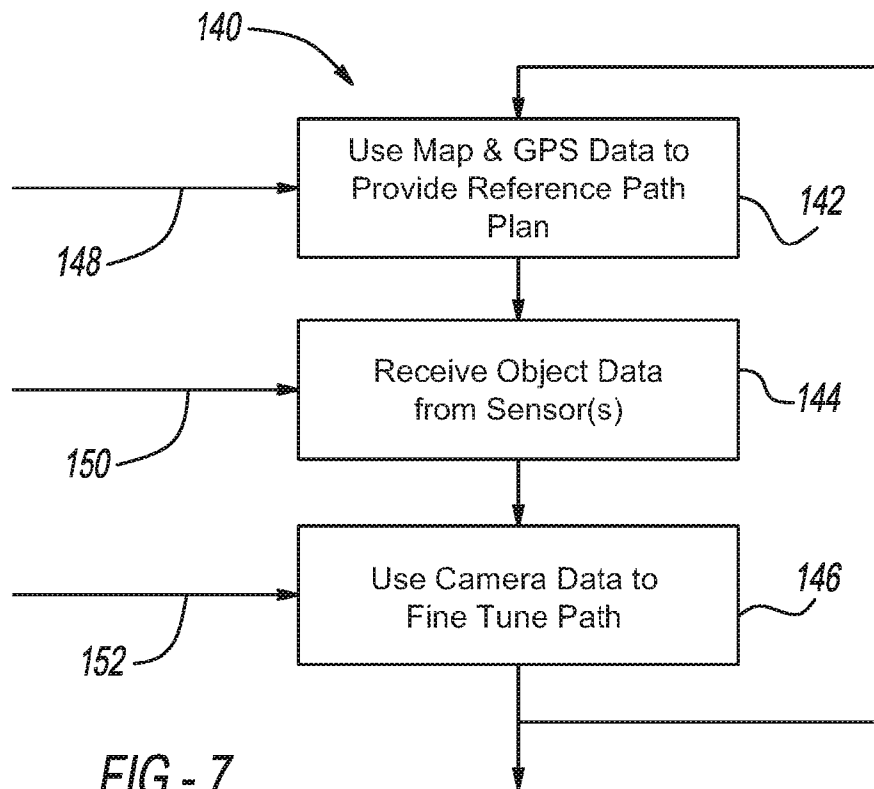 140
Use Map & GPS Data to
Provide Reference Path
Plan
142
148
Receive Object Data
from Sensor(s)
144
150
Use Camera Data to
Fine Tune Path
146
152
FIG - 7